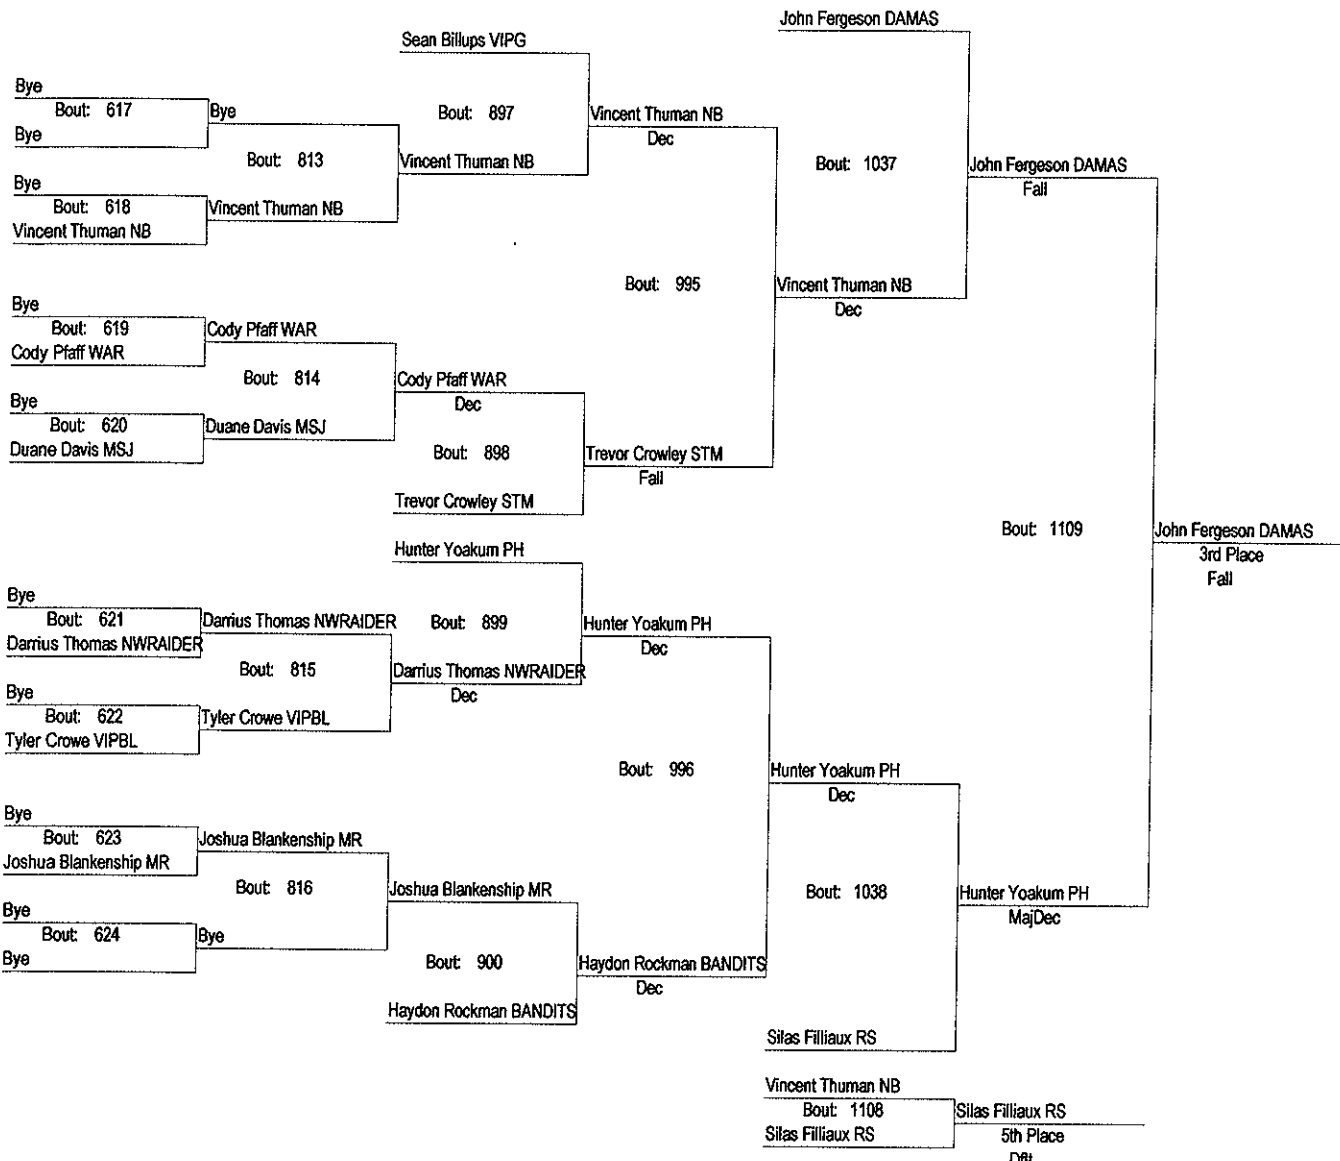 John Fergeson DAMAS
Sean Billups VIPG
Bye
Bout: 617
Bye
Bye
Bout: 813
Bye
Bout: 618
Vincent Thuman NB
Vincent Thuman NB
Bout: 897
Vincent Thuman NB
Vincent Thuman NB
Dec
Bout: 1037
John Fergeson DAMAS
Fall
Bye
Bout: 619
Cody Pfaff WAR
Cody Pfaff WAR
Bout: 814
Bye
Bout: 620
Duane Davis MSJ
Duane Davis MSJ
Cody Pfaff WAR
Dec
Bout: 898
Trevor Crowley STM
Trevor Crowley STM
Fall
Bout: 995
Vincent Thuman NB
Dec
Bout: 1109
John Fergeson DAMAS
3rd Place
Fall
Hunter Yoakum PH
Bye
Bout: 621
Darrius Thomas NWRAIDER
Darrius Thomas NWRAIDER
Bout: 815
Bye
Bout: 622
Tyler Crowe VIPBL
Tyler Crowe VIPBL
Bout: 899
Darrius Thomas NWRAIDER
Dec
Hunter Yoakum PH
Dec
Bout: 996
Hunter Yoakum PH
Dec
Bye
Bout: 623
Joshua Blankenship MR
Joshua Blankenship MR
Bout: 816
Bye
Bout: 624
Bye
Bye
Joshua Blankenship MR
Bout: 900
Haydon Rockman BANDITS
Haydon Rockman BANDITS
Dec
Bout: 1038
Hunter Yoakum PH
MajDec
Silas Filliaux RS
Vincent Thuman NB
Bout: 1108
Silas Filliaux RS
Silas Filliaux RS
5th Place
Dflt